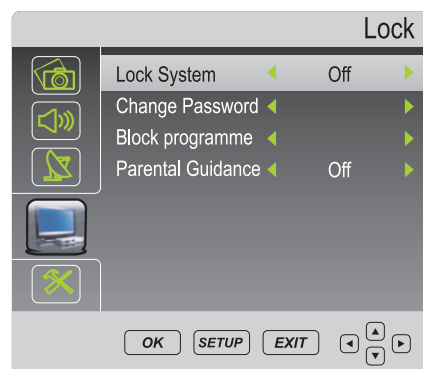 Lock
Lock System Off
Change Password
Block programme
Parental Guidance Off
OK SETUP EXIT